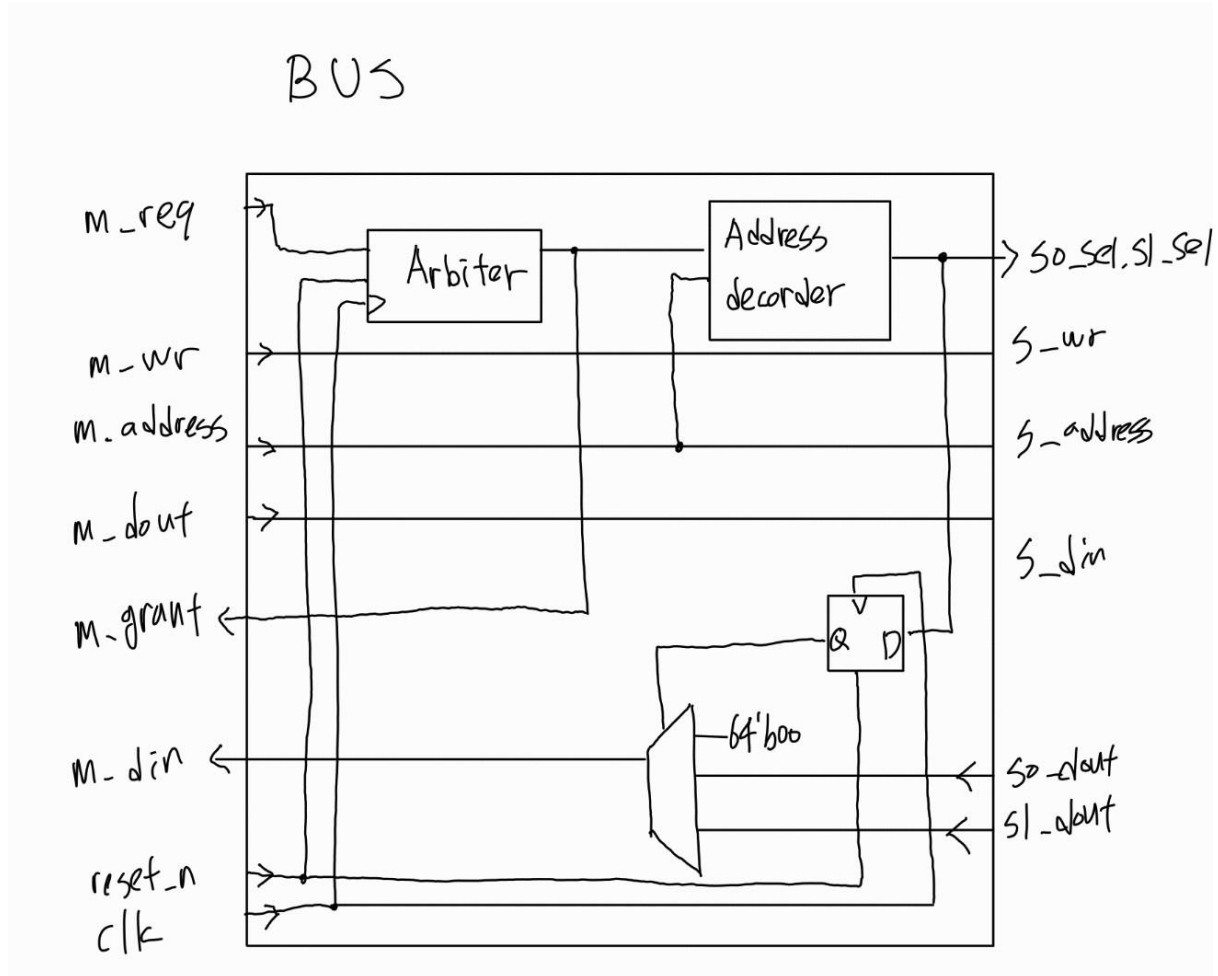 BUS
m_req
Arbiter
Address
decorder
s0_sel, s1_sel
m_wr
s_wr
m_address
s_address
m_dout
s_din
m_grant
V
Q D
m_din
64'b00
s0_dout
s1_dout
reset_n
clk